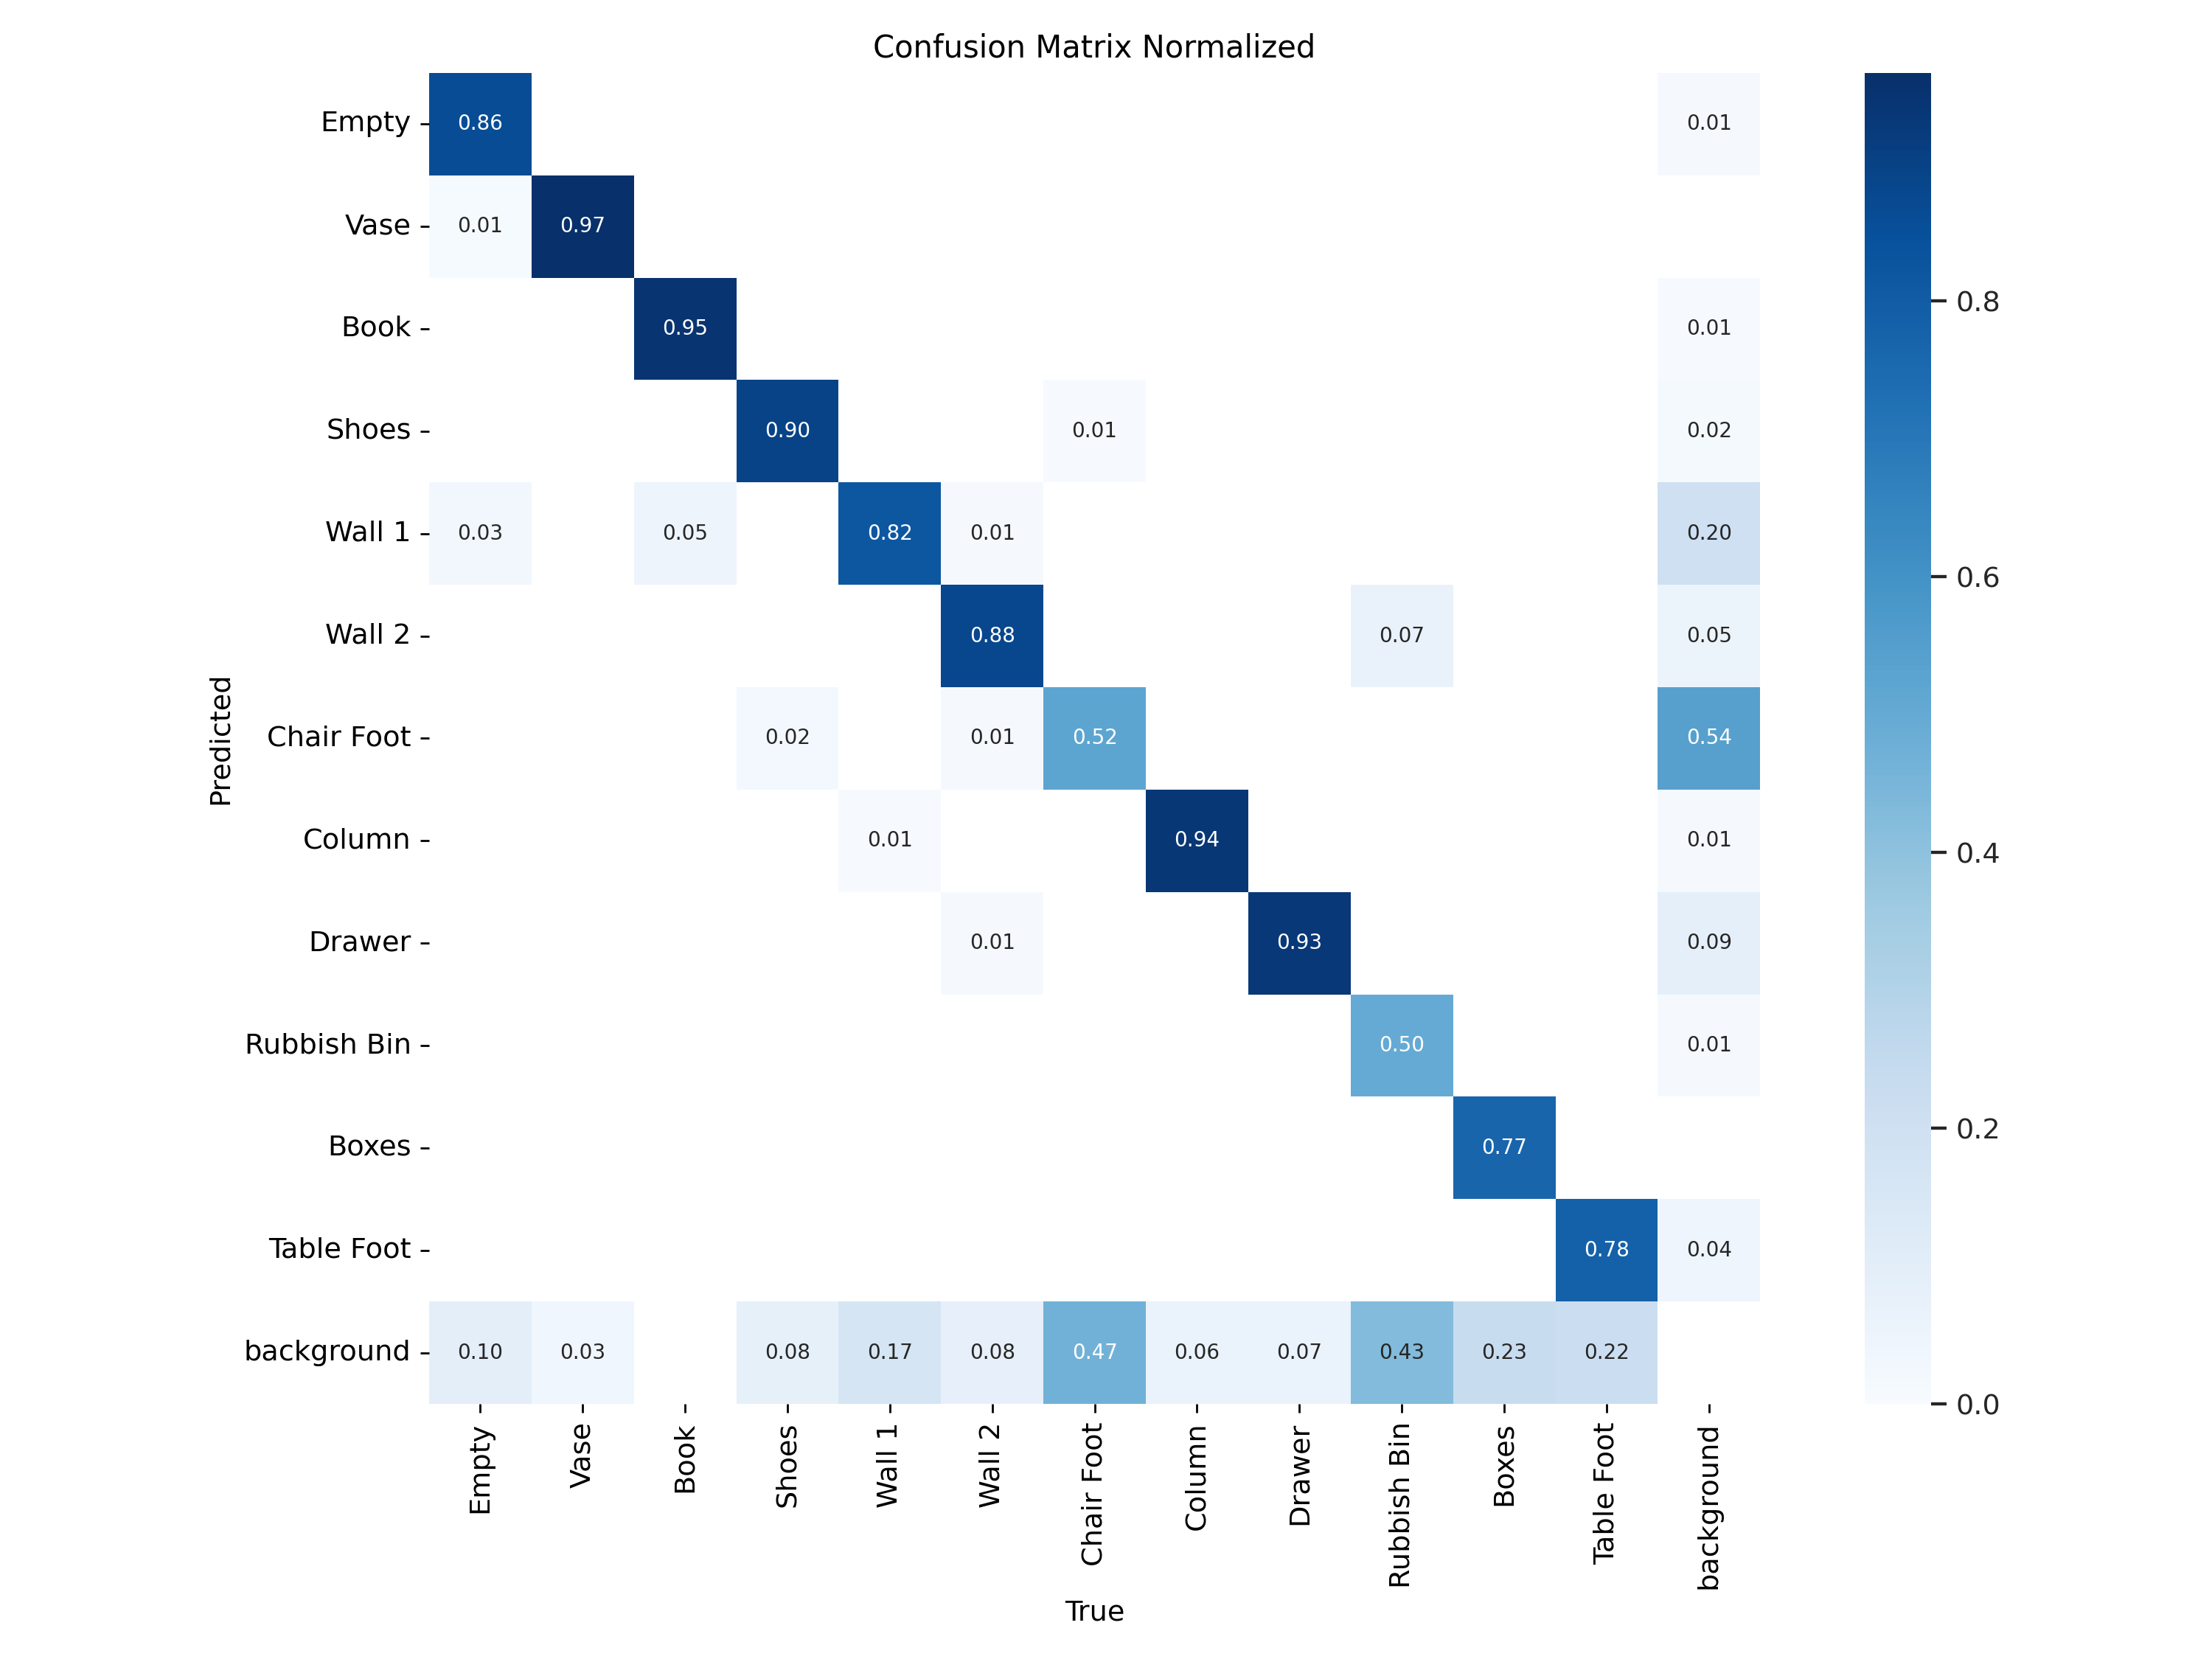 Confusion Matrix Normalized
Empty 0.86 0.01
Vase 0.01 0.97
Book 0.95 0.01 0.8
Shoes 0.90 0.01 0.02
Wall 1 0.03 0.05 0.82 0.01 0.20
0.6
Wall 2 0.88 0.07 0.05
Predicted
Chair Foot 0.02 0.01 0.52 0.54
Column 0.01 0.94 0.01 0.4
Drawer 0.01 0.93 0.09
Rubbish Bin 0.50 0.01
Boxes 0.77 0.2
Table Foot 0.78 0.04
background 0.10 0.03 0.08 0.17 0.08 0.47 0.06 0.07 0.43 0.23 0.22
0.0
Empty
Vase
Book
Shoes
Wall 1
Wall 2
Chair Foot
Column
Drawer
Rubbish Bin
Boxes
Table Foot
background
True